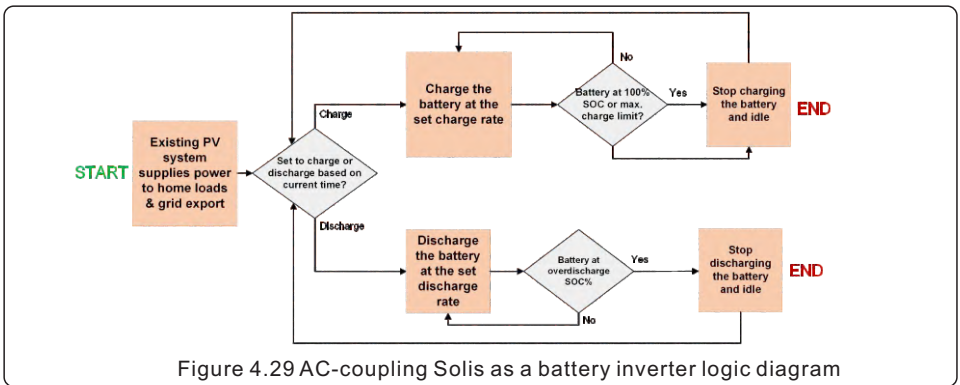 START
Existing PV
system
supplies power
to home loads
& grid export
Set to charge or
discharge based on
current time?
Charge
Charge the
battery at the
set charge rate
No
Battery at 100%
SOC or max.
charge limit?
Yes
Stop charging
the battery
and idle
END
Discharge
Discharge
the battery
at the set
discharge
rate
Battery at
overdischarge
SOC%
Yes
No
Stop
discharging
the battery
and idle
END
Figure 4.29 AC-coupling Solis as a battery inverter logic diagram